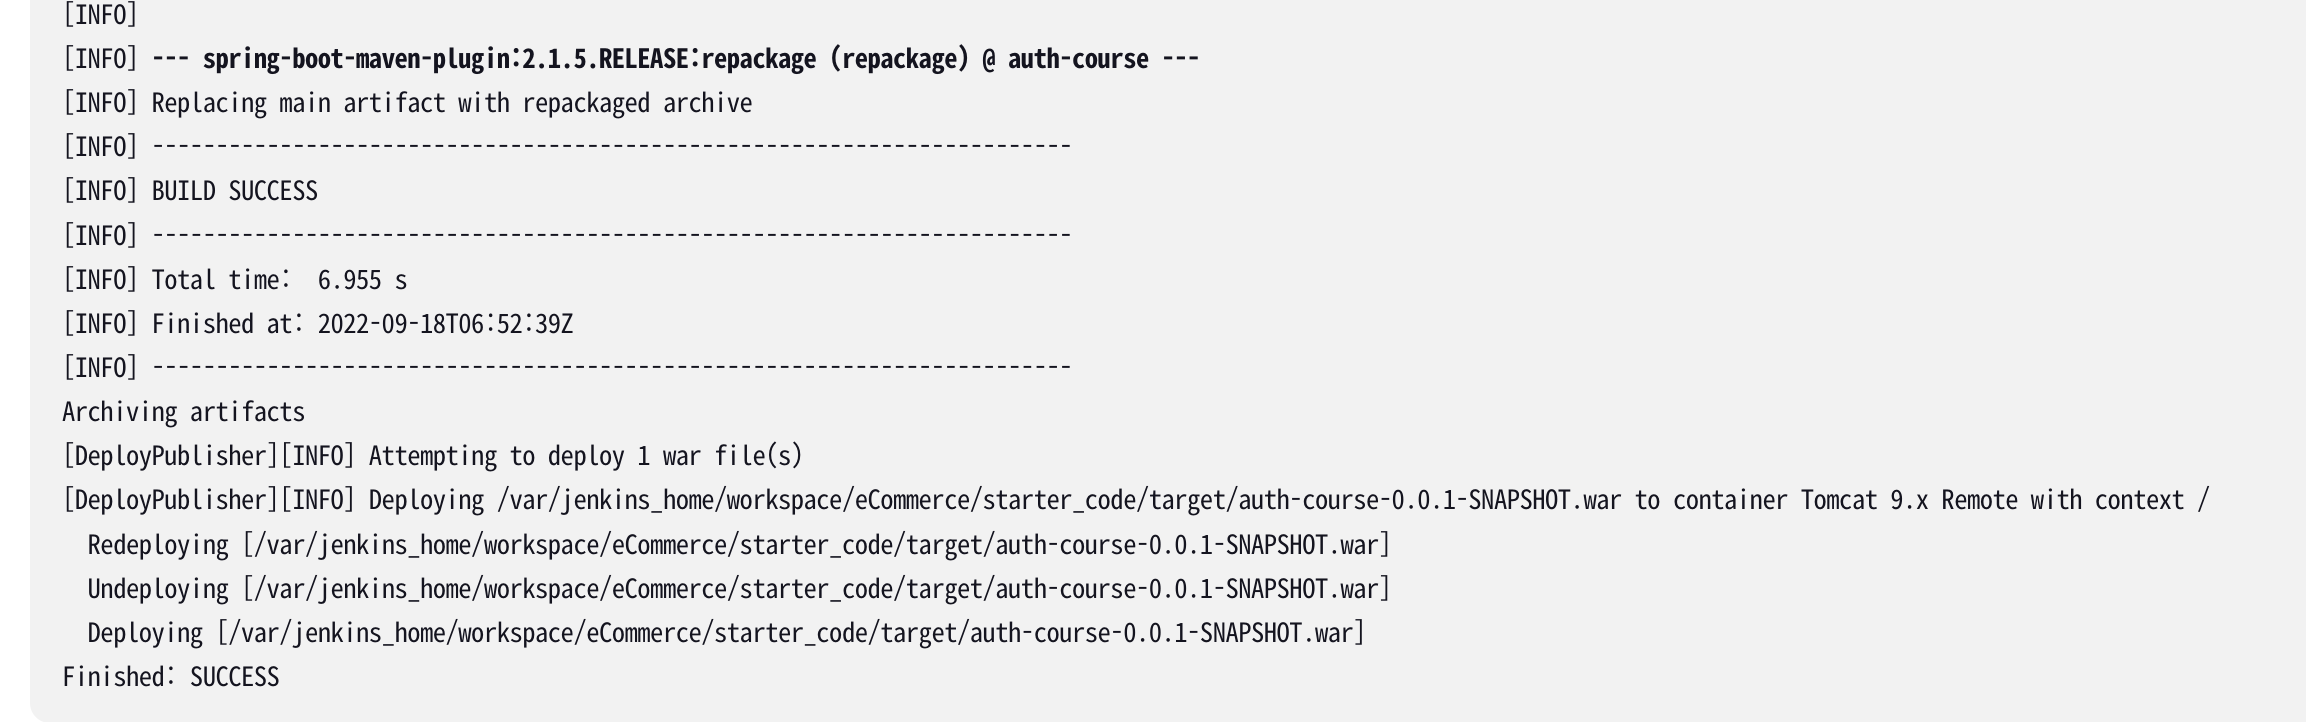 [INFO]
[INFO] --- spring-boot-maven-plugin:2.1.5.RELEASE:repackage (repackage) @ auth-course ---
[INFO] Replacing main artifact with repackaged archive
[INFO] ------------------------------------------------------------------------
[INFO] BUILD SUCCESS
[INFO] ------------------------------------------------------------------------
[INFO] Total time:  6.955 s
[INFO] Finished at: 2022-09-18T06:52:39Z
[INFO] ------------------------------------------------------------------------
Archiving artifacts
[DeployPublisher][INFO] Attempting to deploy 1 war file(s)
[DeployPublisher][INFO] Deploying /var/jenkins_home/workspace/eCommerce/starter_code/target/auth-course-0.0.1-SNAPSHOT.war to container Tomcat 9.x Remote with context /
  Redeploying [/var/jenkins_home/workspace/eCommerce/starter_code/target/auth-course-0.0.1-SNAPSHOT.war]
  Undeploying [/var/jenkins_home/workspace/eCommerce/starter_code/target/auth-course-0.0.1-SNAPSHOT.war]
  Deploying [/var/jenkins_home/workspace/eCommerce/starter_code/target/auth-course-0.0.1-SNAPSHOT.war]
Finished: SUCCESS